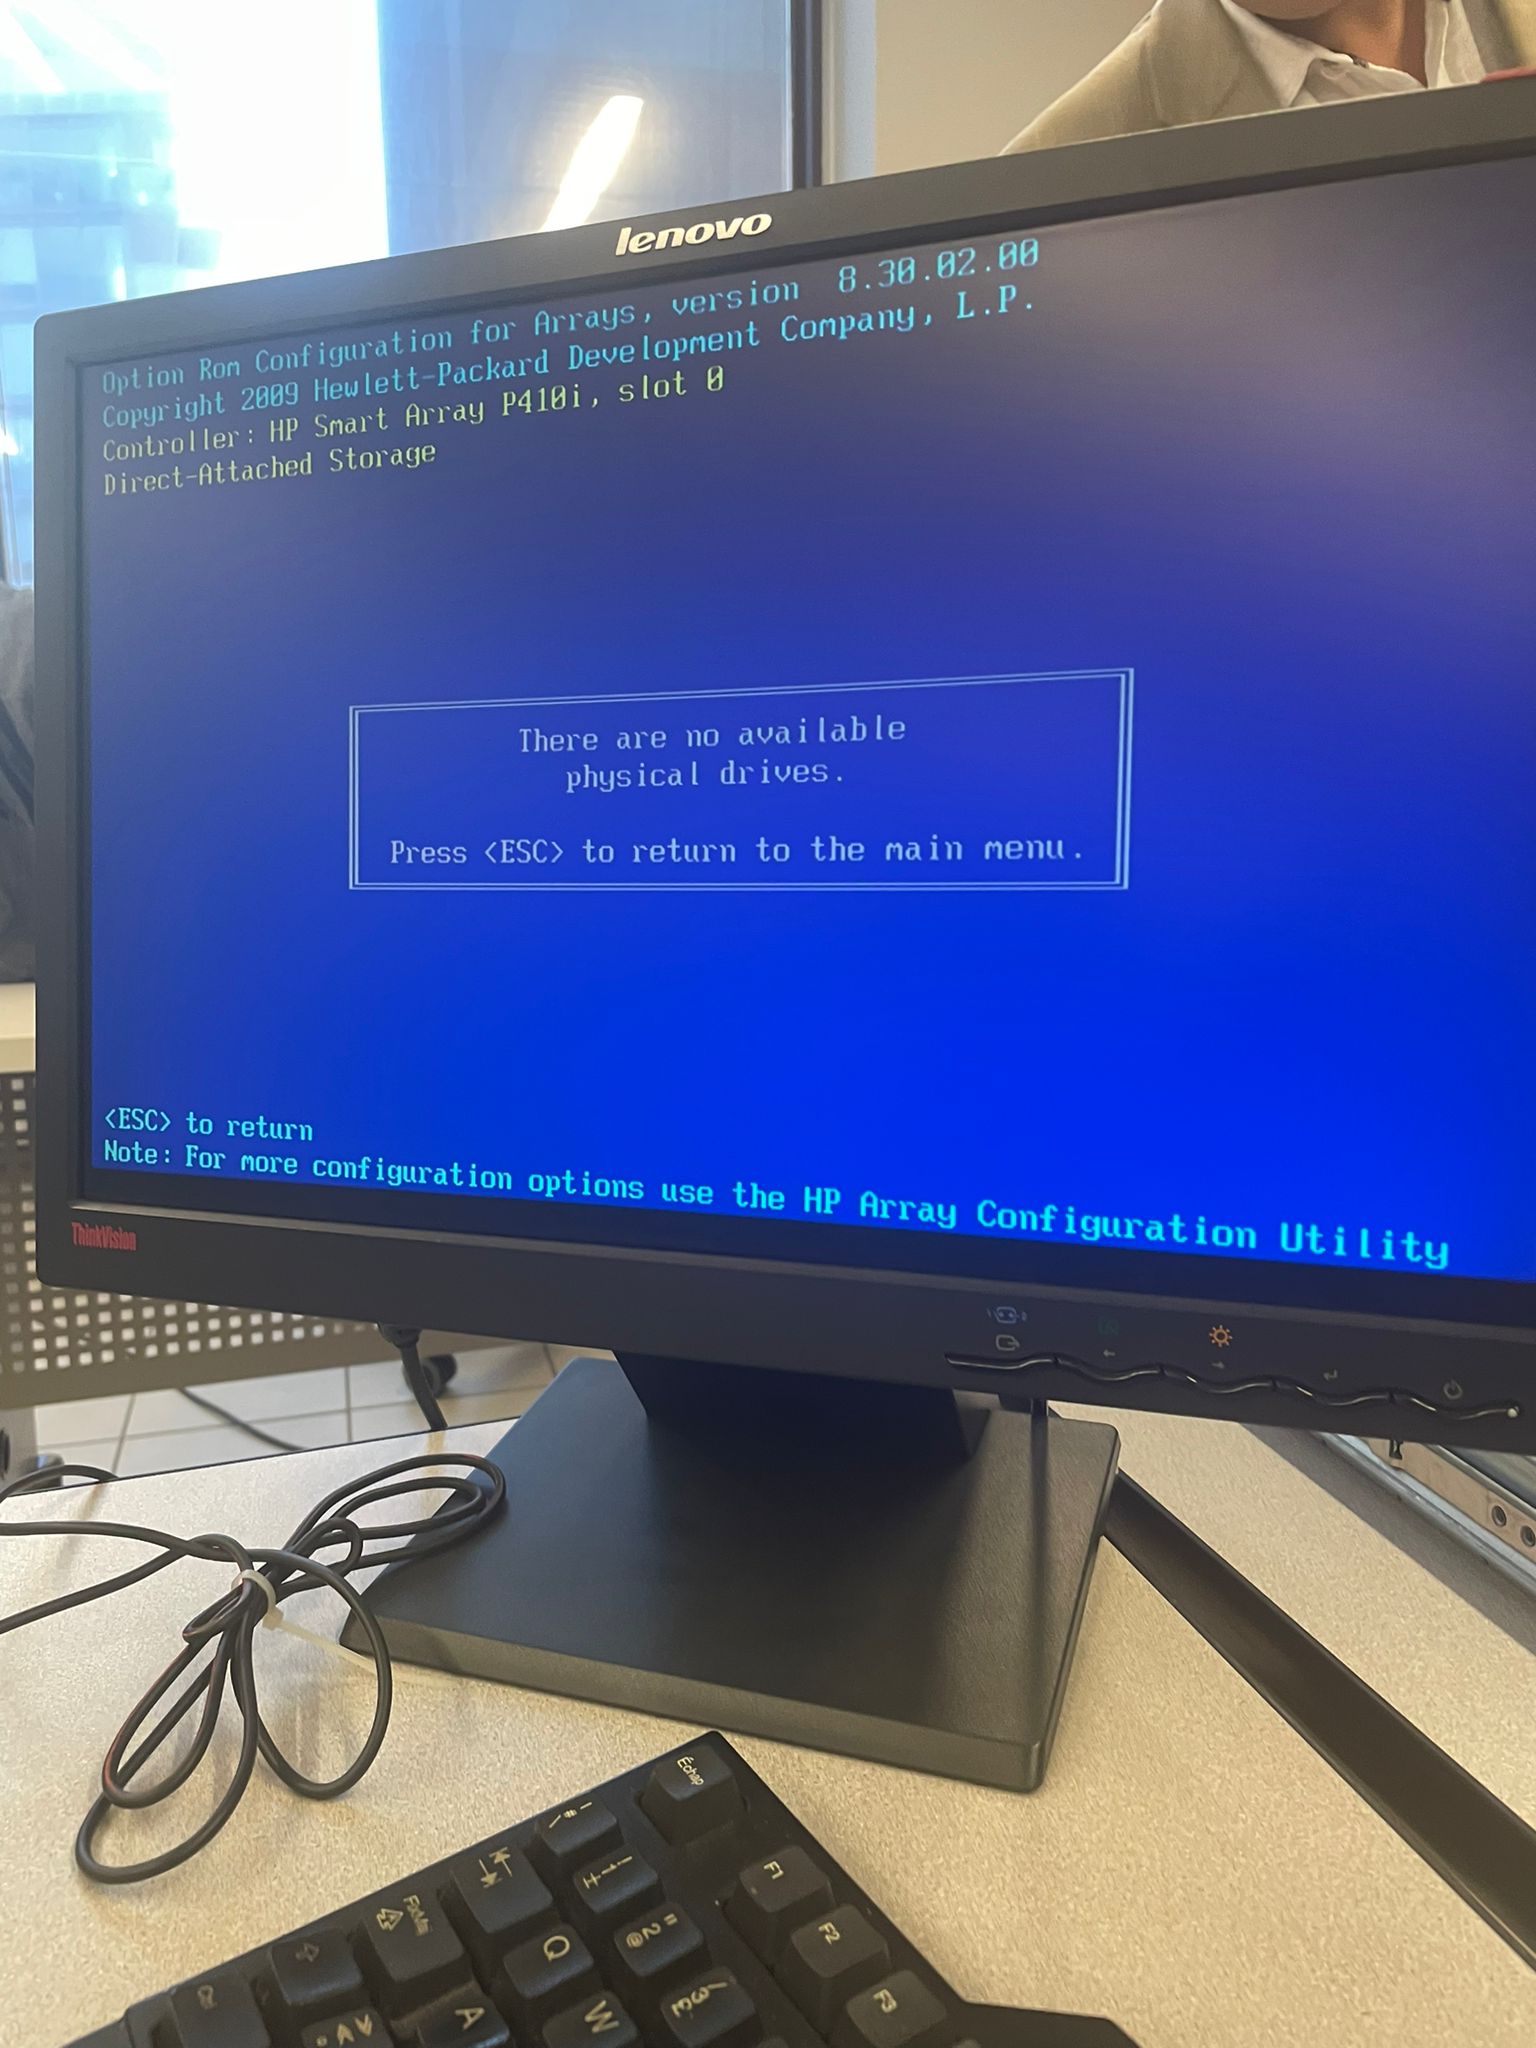 lenovo
Option Rom Configuration for Arrays, version  8.30.02.00
Copyright 2009 Hewlett-Packard Development Company, L.P.
Controller: HP Smart Array P410i, slot 0
Direct-Attached Storage
There are no available
physical drives.
Press <ESC> to return to the main menu.
<ESC> to return
Note: For more configuration options use the HP Array Configuration Utility
ThinkVision
Échap
F1
F2
F3
" 2 @
Q
W
A
FixMaj